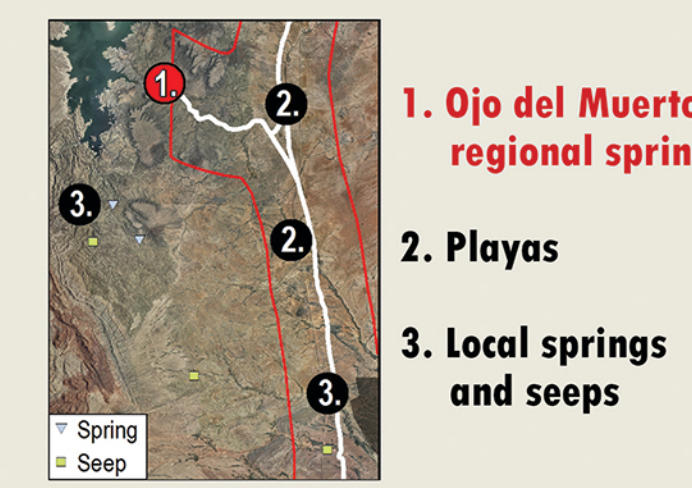 1.
2.
3.
2.
3.
Spring
Seep
1. Ojo del Muerto
regional sprin
2. Playas
3. Local springs
and seeps